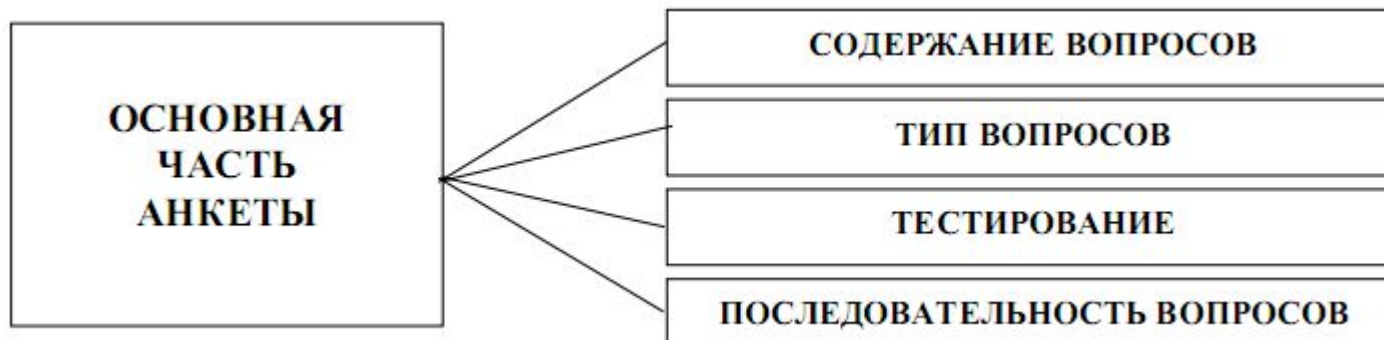 ОСНОВНАЯ
ЧАСТЬ
АНКЕТЫ
СОДЕРЖАНИЕ ВОПРОСОВ
ТИП ВОПРОСОВ
ТЕСТИРОВАНИЕ
ПОСЛЕДОВАТЕЛЬНОСТЬ ВОПРОСОВ